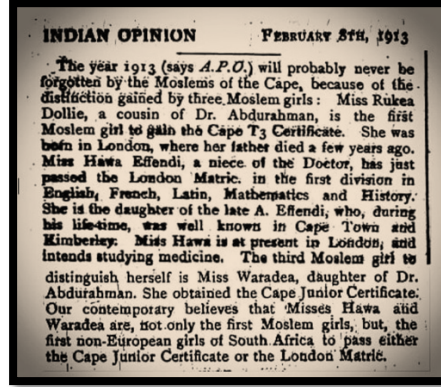 INDIAN OPINION FEBRUARY 8TH, 1913
The year 1913 (says A.P.O.) will probably never be
forgotten by the Moslems of the Cape, because of the
distinction gained by three Moslem girls: Miss Rukea
Dollie, a cousin of Dr. Abdurahman, is the first
Moslem girl to gain the Cape T3 Certificate. She was
born in London, where her father died a few years ago.
Miss Hawa Effendi, a niece of the Doctor, has just
passed the London Matric. in the first division in
English, French, Latin, Mathematics and History.
She is the daughter of the late A. Effendi, who, during
his life-time, was well known in Cape Town and
Kimberley. Miss Hawa is at present in London, and
intends studying medicine. The third Moslem girl to
distinguish herself is Miss Waradea, daughter of Dr.
Abdurahman. She obtained the Cape Junior Certificate.
Our contemporary believes that Misses Hawa and
Waradea are, not only the first Moslem girls, but, the
first non-European girls of South Africa to pass either
the Cape Junior Certificate or the London Matric.